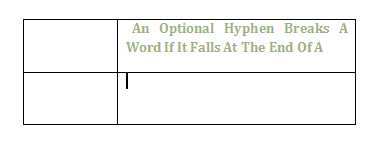 An Optional Hyphen Breaks A
Word If It Falls At The End Of A